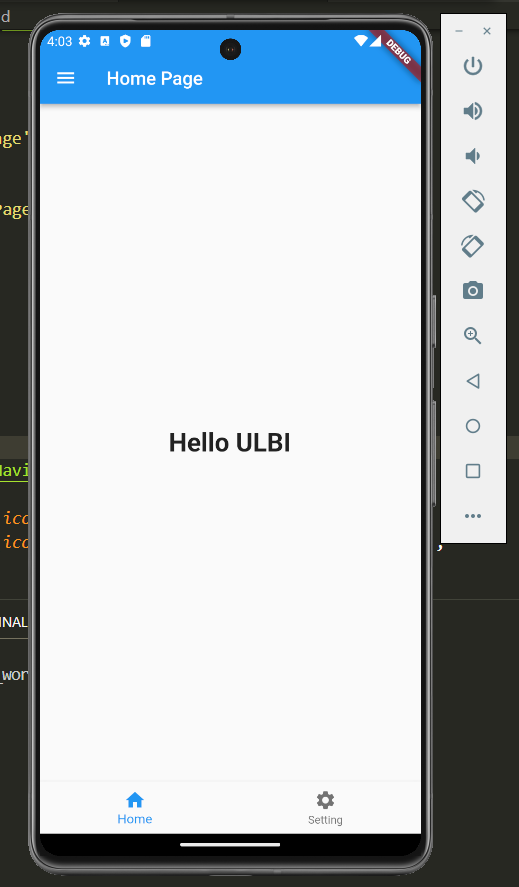 d
4:03
DEBUG
Home Page
age'
Page
Hello ULBI
Navi
ico
ico
,
INAL
_wor
Home
Setting